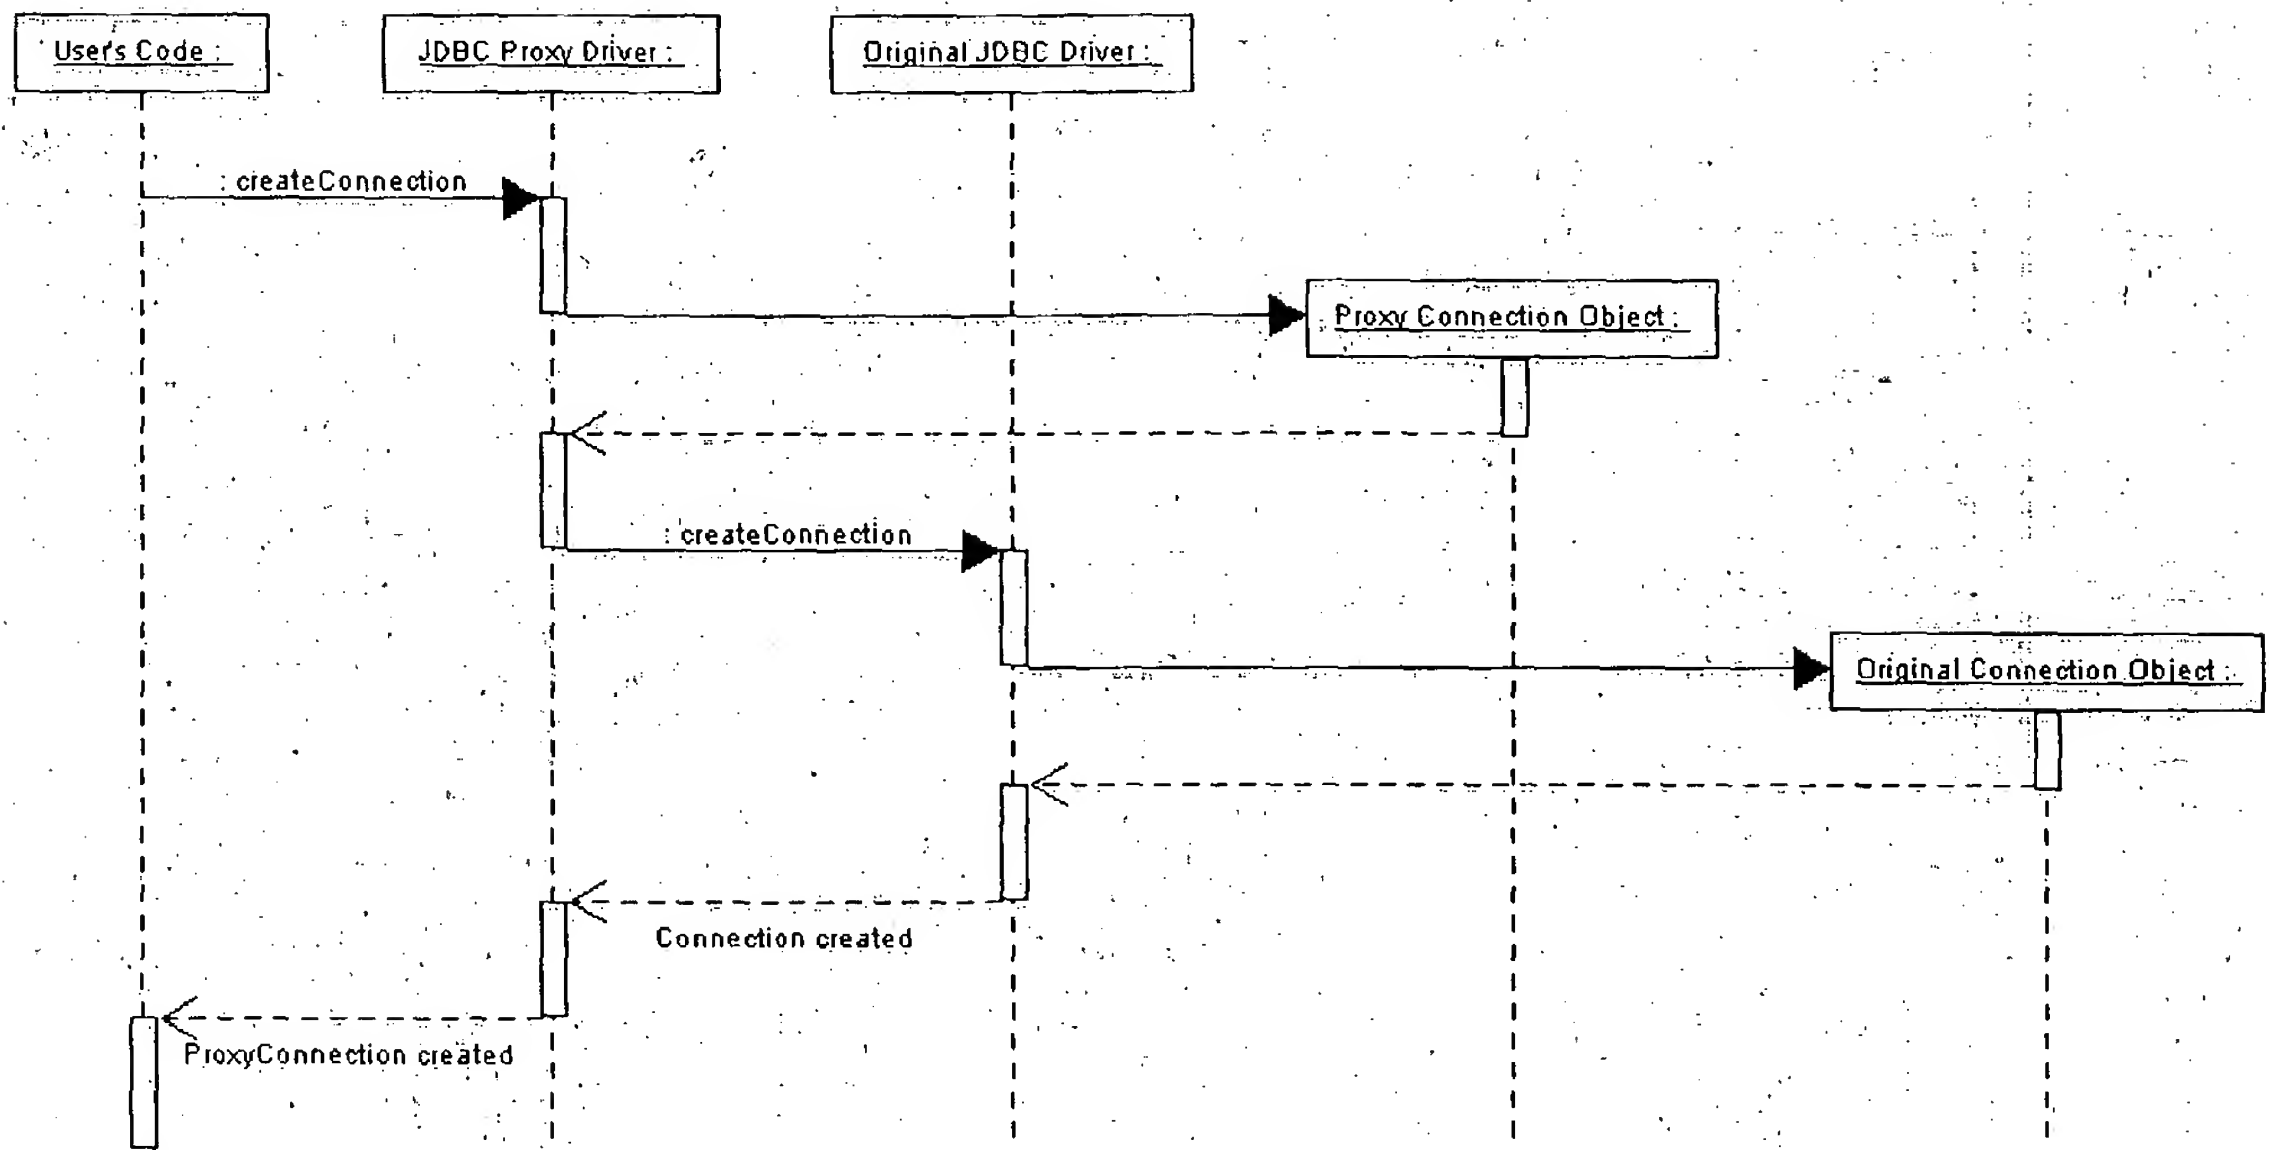 User's Code :
JDBC Proxy Driver :
Original JDBC Driver :
: createConnection
Proxy Connection Object :
: createConnection
Original Connection Object :
Connection created
ProxyConnection created